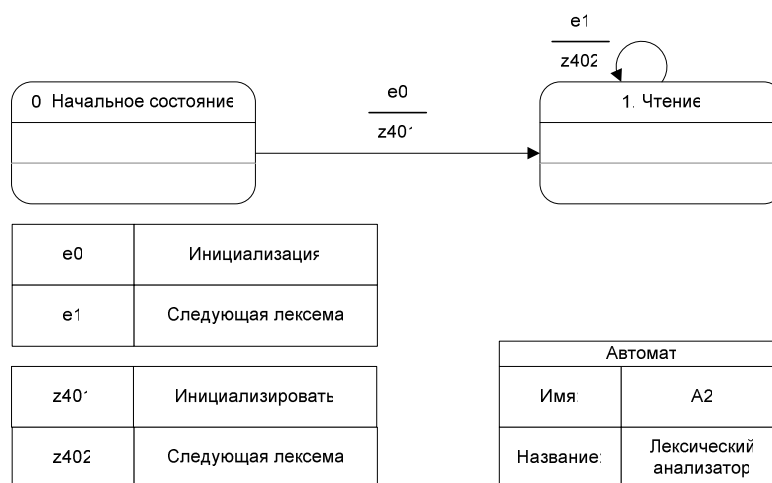 e1
z402
0. Начальное состояние
e0
z401
1. Чтение
e0 Инициализация
e1 Следующая лексема
z401 Инициализировать
z402 Следующая лексема
Автомат
Имя: A2
Название: Лексический
анализатор